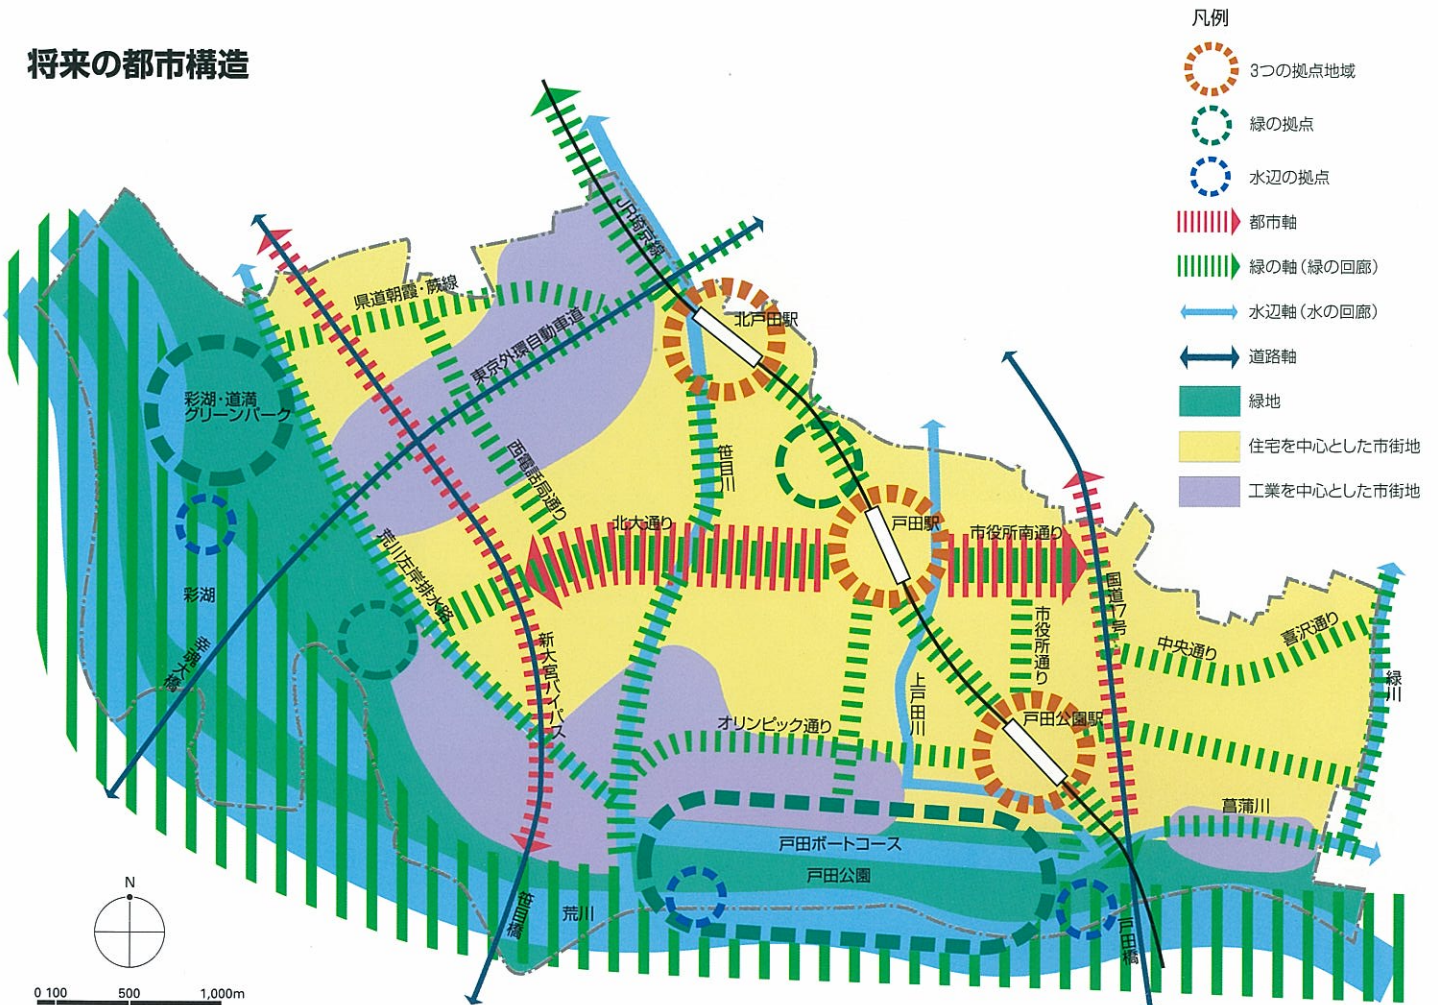 将来の都市構造
凡例
3つの拠点地域
緑の拠点
水辺の拠点
都市軸
緑の軸(緑の回廊)
水辺軸(水の回廊)
道路軸
緑地
住宅を中心とした市街地
工業を中心とした市街地
JR埼京線
県道朝霞・蕨線
東京外環自動車道
北戸田駅
彩湖・道満
グリーンパーク
西電話局通り
笹目川
北大通り
戸田駅
市役所南通り
荒川左岸排水路
彩湖
幸魂大橋
新大宮バイパス
国道17号
市役所通り
中央通り
喜沢通り
緑川
上戸田川
戸田公園駅
オリンピック通り
菖蒲川
戸田ボートコース
戸田公園
荒川
笹目橋
戸田橋
N
0 100 500 1,000m